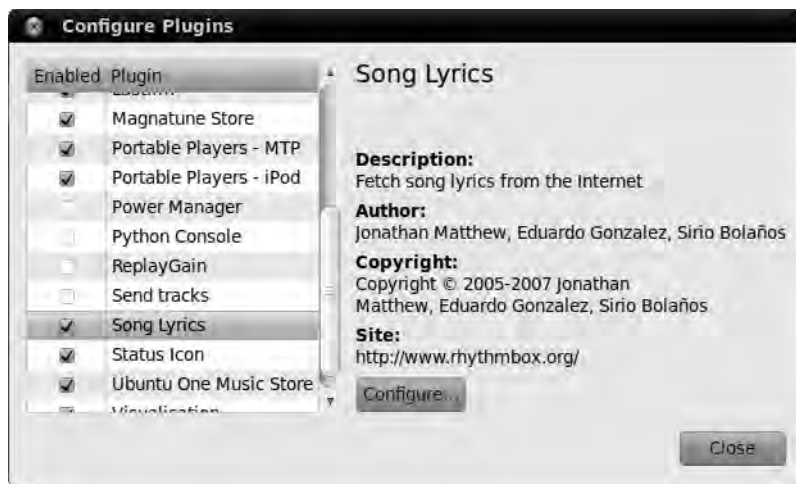 Configure Plugins
Enabled Plugin
Magnatune Store
Portable Players - MTP
Portable Players - iPod
Power Manager
Python Console
ReplayGain
Send tracks
Song Lyrics
Status Icon
Ubuntu One Music Store
Song Lyrics
Description:
Fetch song lyrics from the Internet
Author:
Jonathan Matthew, Eduardo Gonzalez, Sirio Bolaños
Copyright:
Copyright © 2005-2007 Jonathan
Matthew, Eduardo Gonzalez, Sirio Bolaños
Site:
http://www.rhythmbox.org/
Configure...
Close